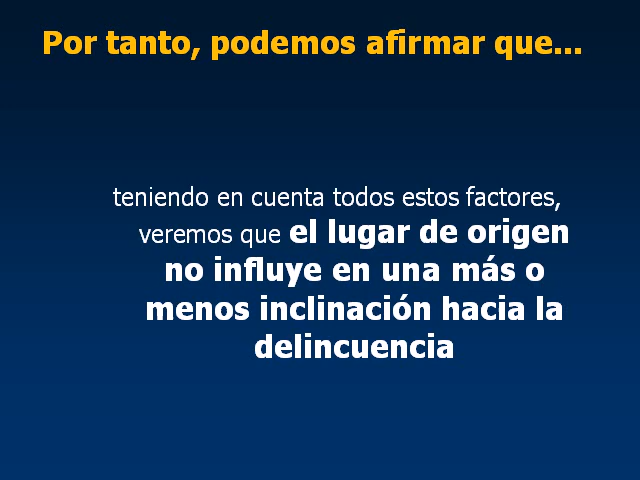 Por tanto, podemos afirmar que...
teniendo en cuenta todos estos factores,
veremos que el lugar de origen
no influye en una más o
menos inclinación hacia la
delincuencia